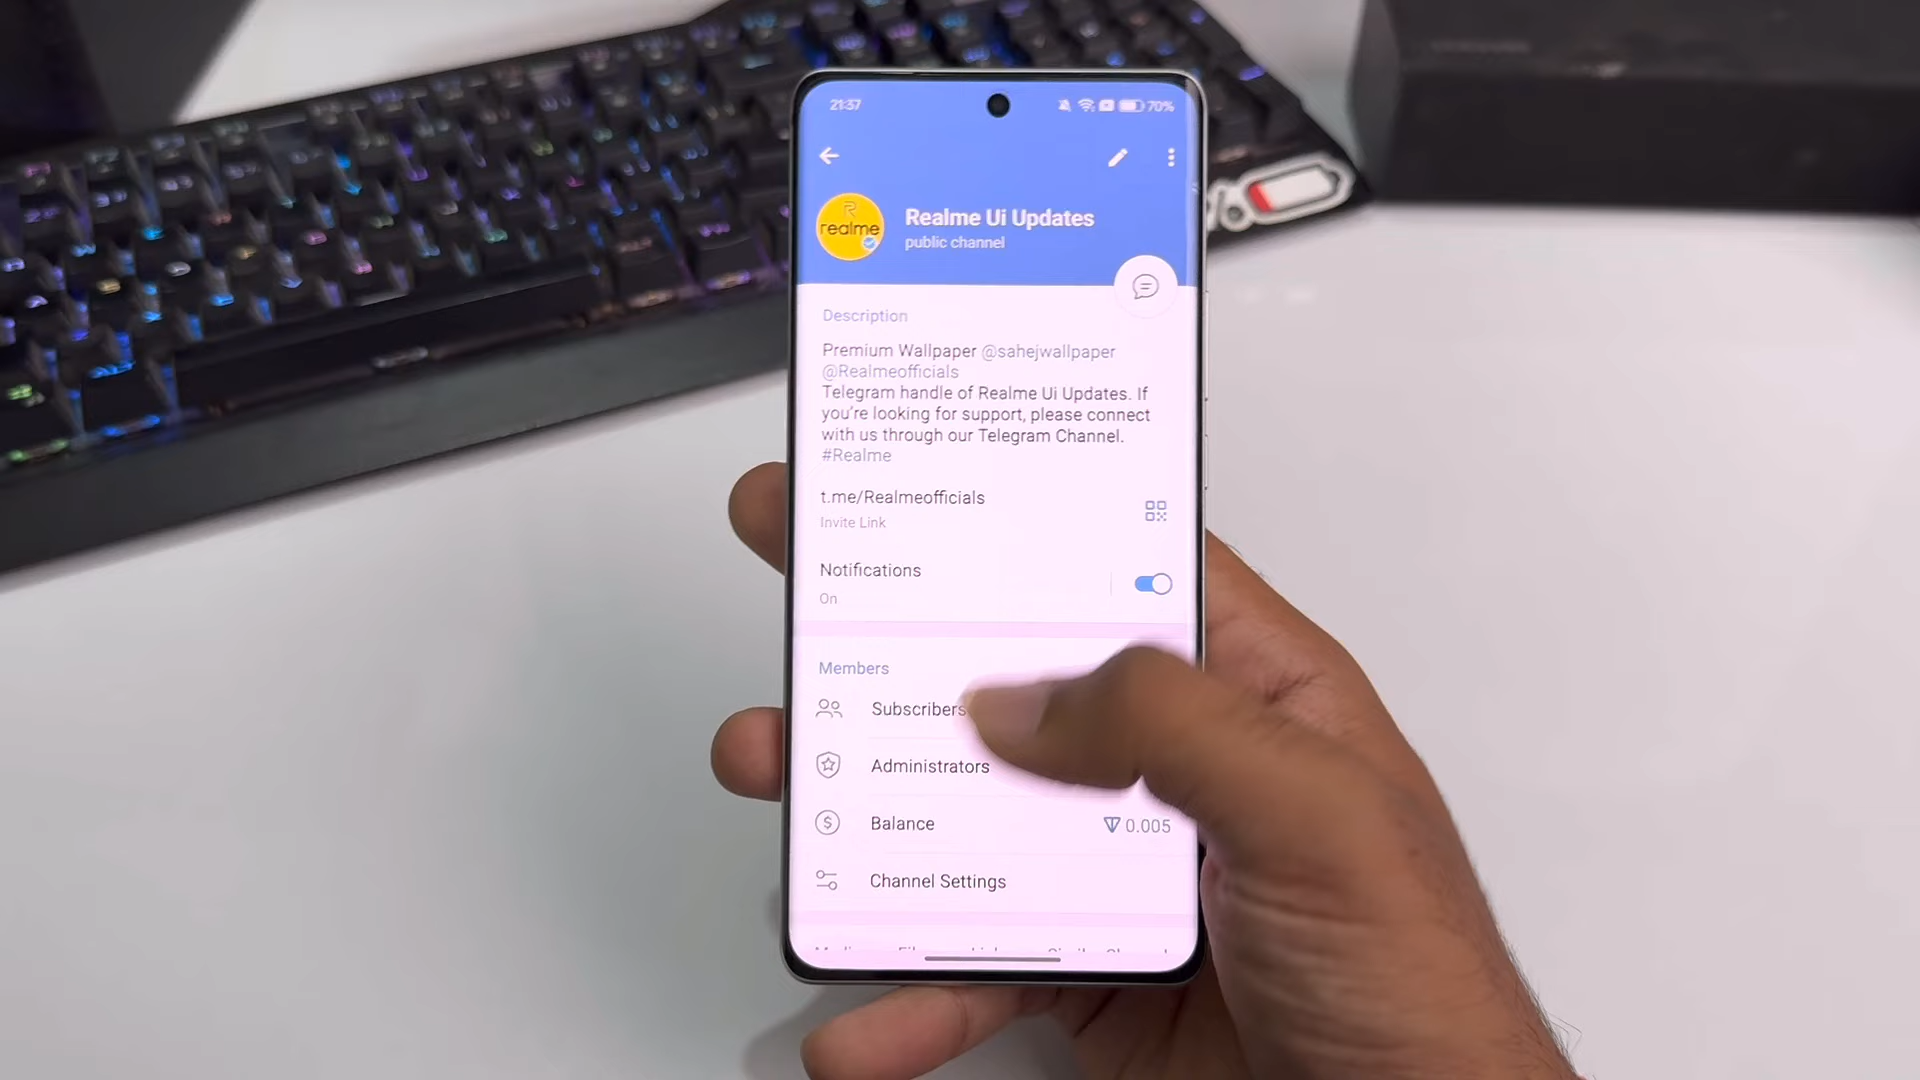 21:37
70%
R
realme
Realme Ui Updates
public channel
Description
Premium Wallpaper @sahejwallpaper
@Realmeofficials
Telegram handle of Realme Ui Updates. If
you're looking for support, please connect
with us through our Telegram Channel.
#Realme
t.me/Realmeofficials
Invite Link
Notifications
On
Members
Subscribers
Administrators
Balance
0.005
Channel Settings